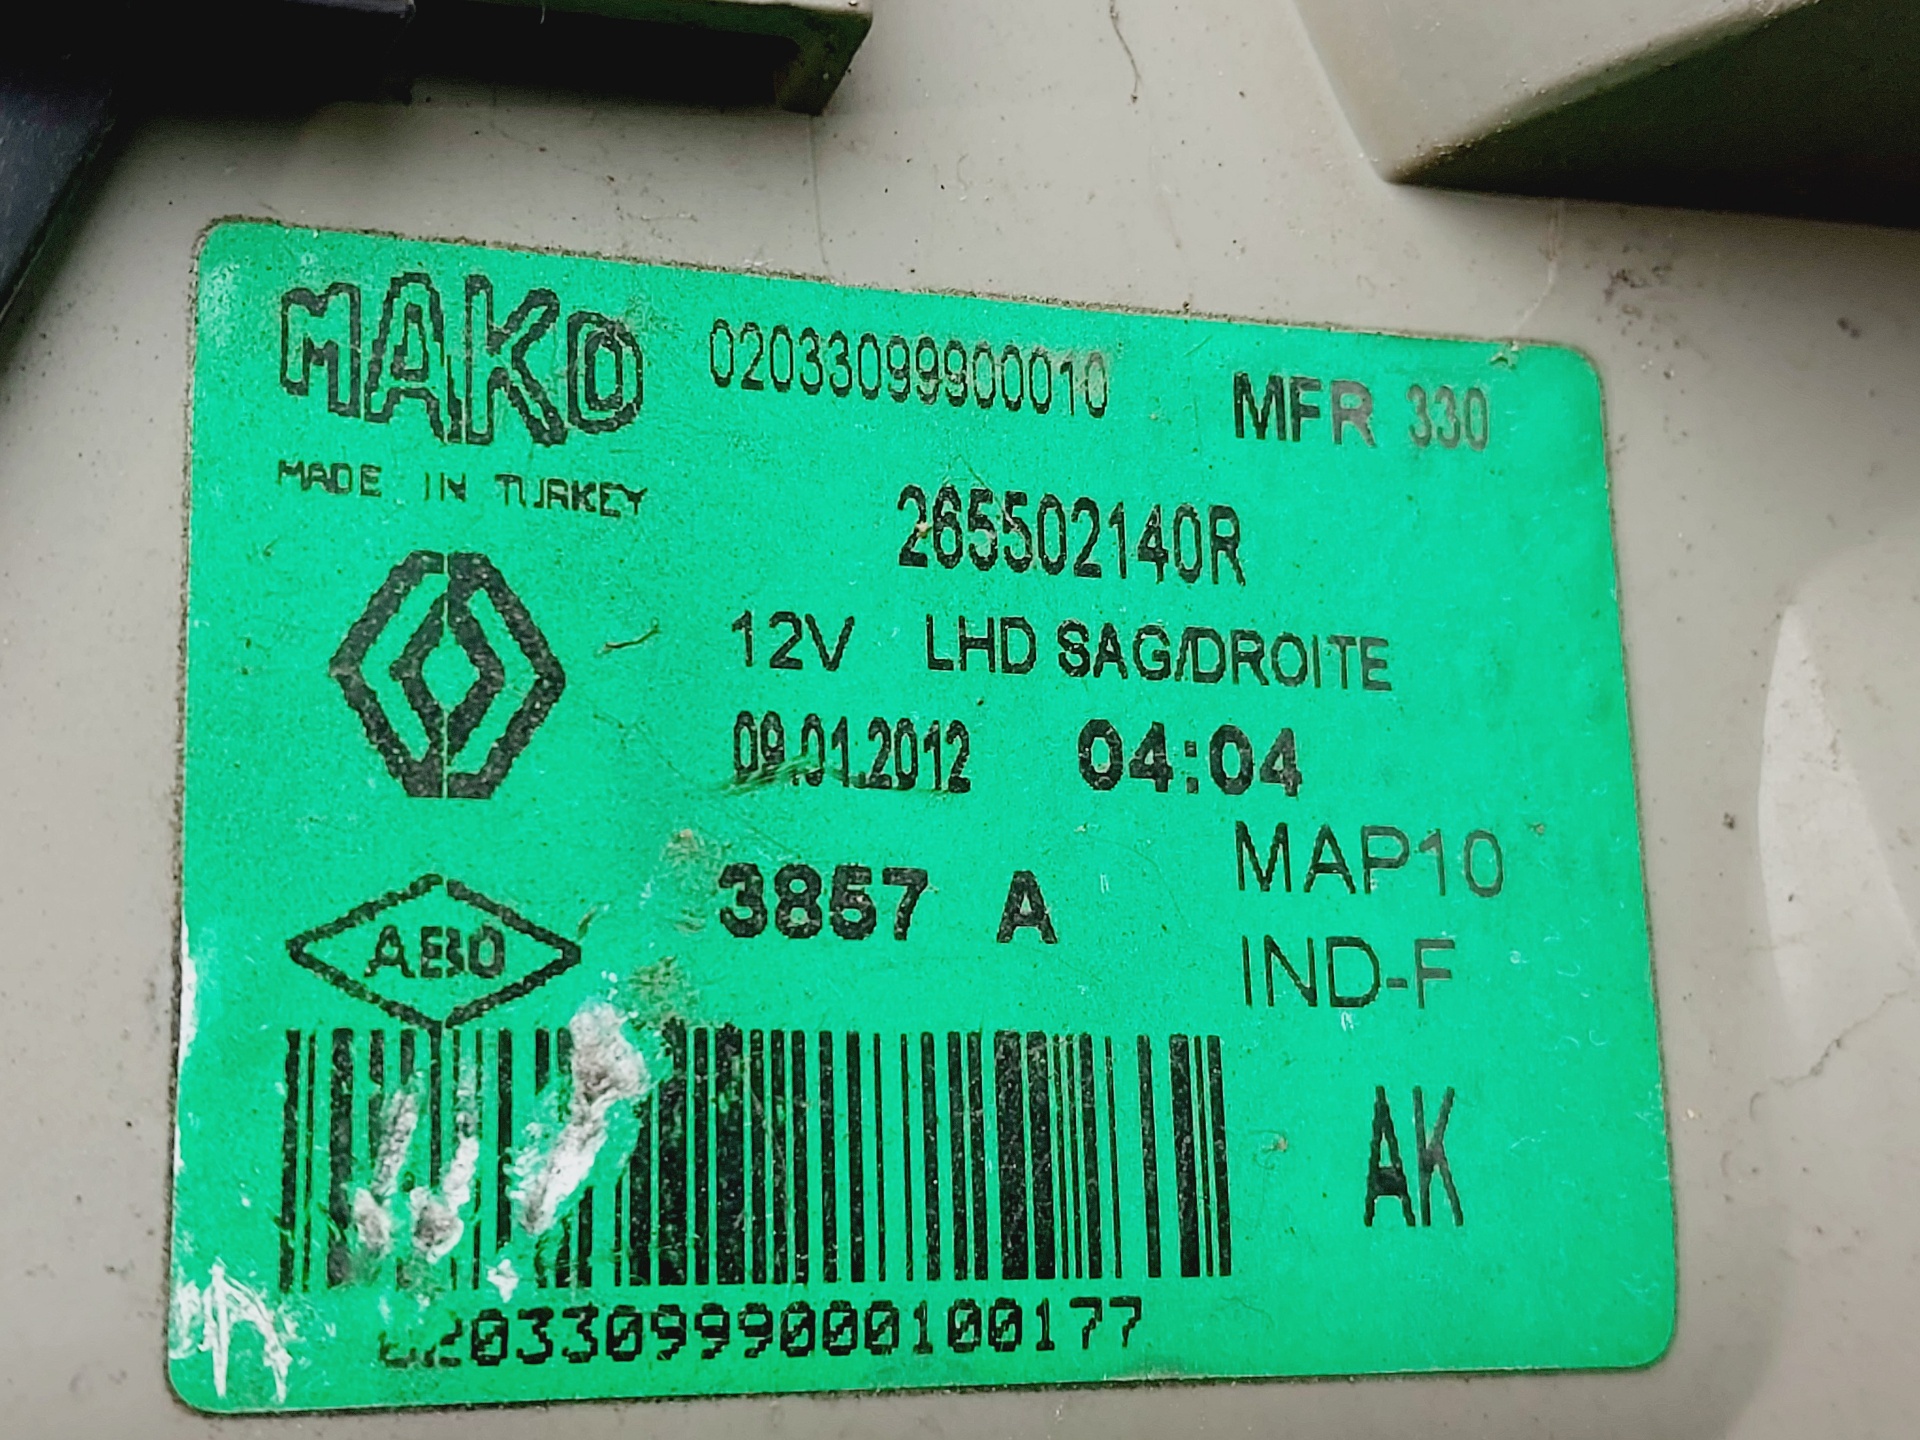 MAKO 02033099900010 MFR 330
MADE IN TURKEY
265502140R
12V LHD SAG/DROITE
09.01.2012 04:04
3857 A MAP10
ABO IND-F
AK
020330999000100177